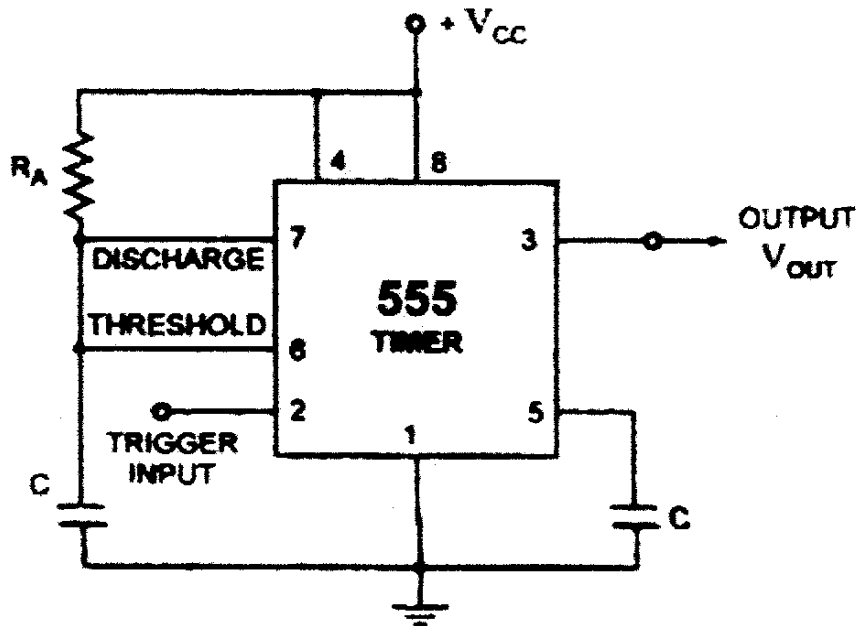 + VCC
RA
4
8
7
DISCHARGE
3
OUTPUT
VOUT
555
TIMER
THRESHOLD
6
2
5
TRIGGER
INPUT
1
C
C